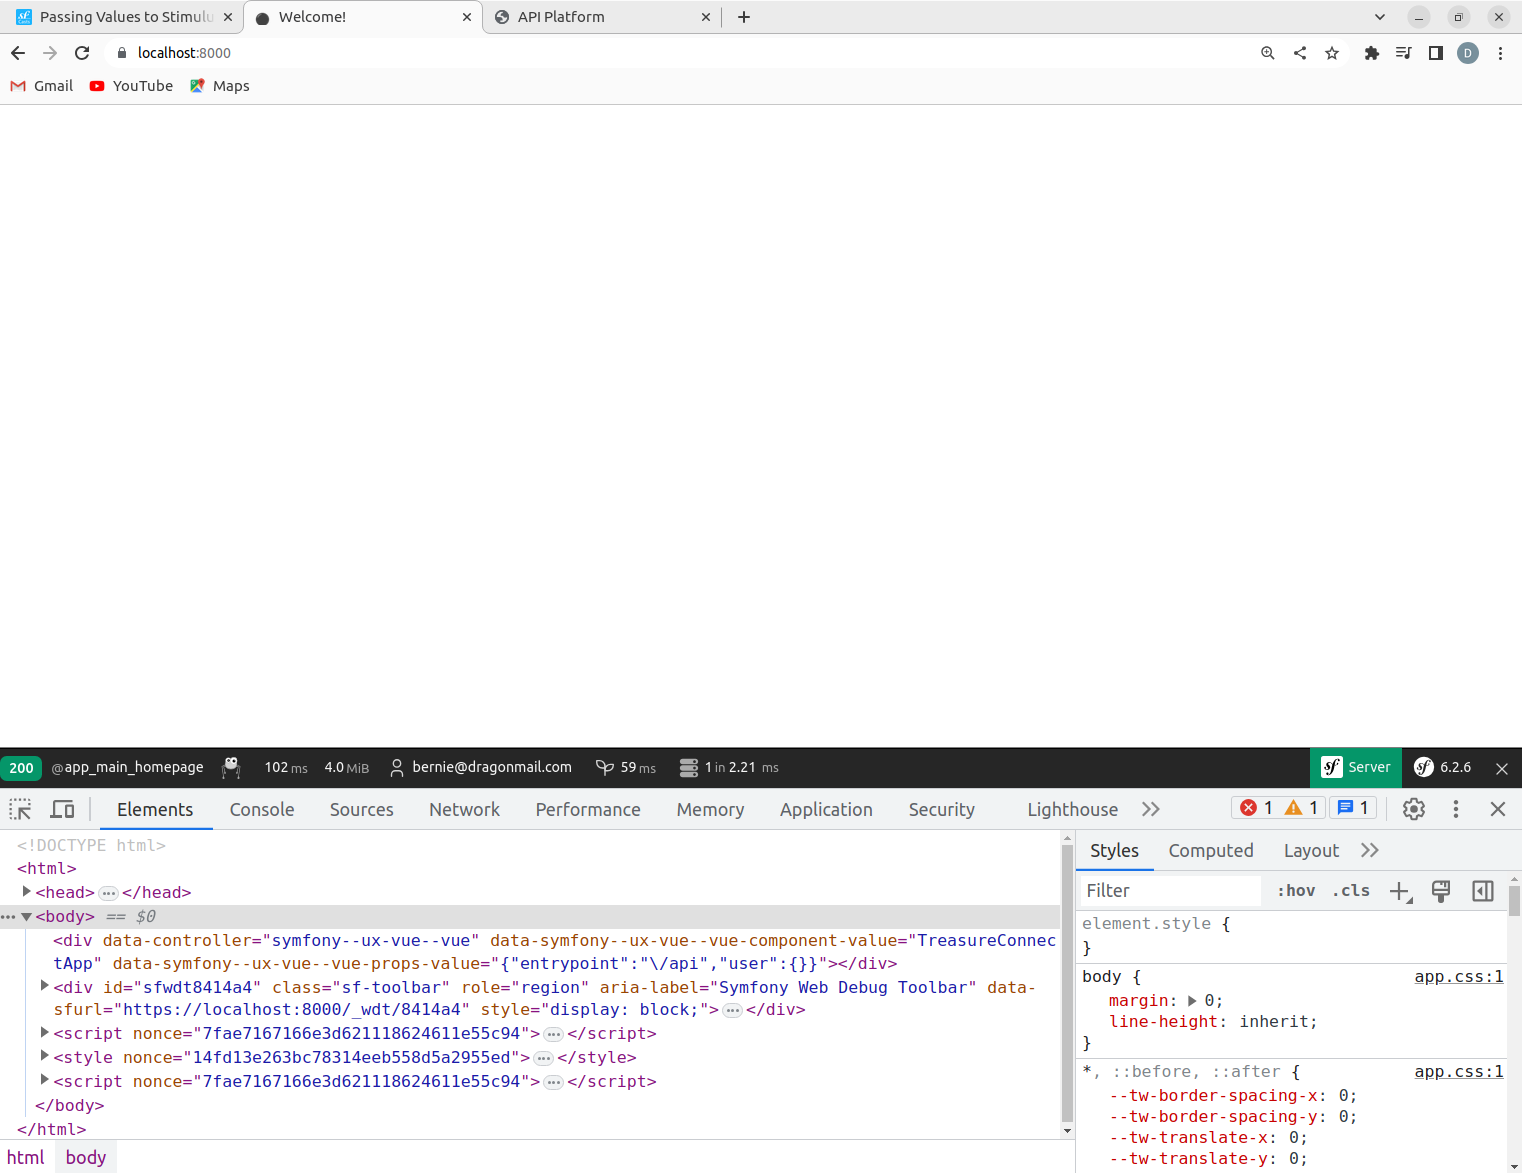 Passing Values to Stimulu
Welcome!
API Platform
localhost:8000
D
Gmail
YouTube
Maps
200 @app_main_homepage 102 ms 4.0 MiB bernie@dragonmail.com 59 ms 1 in 2.21 ms sf Server sf 6.2.6
Elements Console Sources Network Performance Memory Application Security Lighthouse 1 1 1
<!DOCTYPE html>
<html>
<head> ••• </head>
••• <body> == $0
<div data-controller="symfony--ux-vue--vue" data-symfony--ux-vue--vue-component-value="TreasureConnec
tApp" data-symfony--ux-vue--vue-props-value="{"entrypoint":"\/api","user":{}}"></div>
<div id="sfwdt8414a4" class="sf-toolbar" role="region" aria-label="Symfony Web Debug Toolbar" data-
sfurl="https://localhost:8000/_wdt/8414a4" style="display: block;"> ••• </div>
<script nonce="7fae7167166e3d621118624611e55c94"> ••• </script>
<style nonce="14fd13e263bc78314eeb558d5a2955ed"> ••• </style>
<script nonce="7fae7167166e3d621118624611e55c94"> ••• </script>
</body>
</html>
html body
Styles Computed Layout
Filter :hov .cls
element.style {
}
body { app.css:1
margin: 0;
line-height: inherit;
}
*, ::before, ::after { app.css:1
--tw-border-spacing-x: 0;
--tw-border-spacing-y: 0;
--tw-translate-x: 0;
--tw-translate-y: 0;